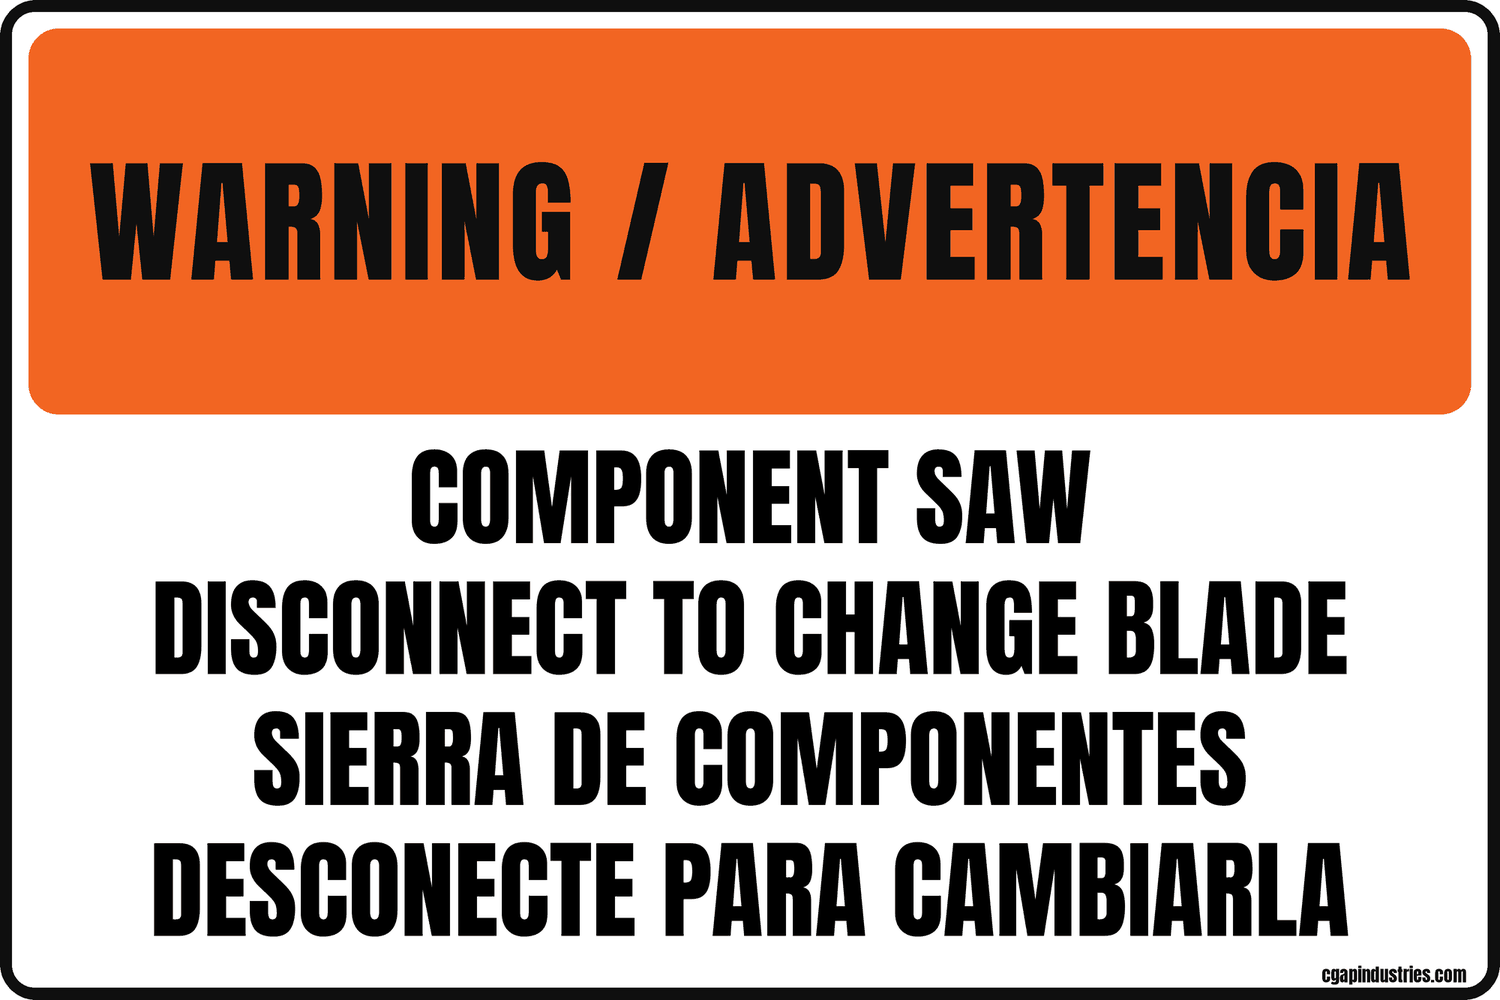 WARNING / ADVERTENCIA
COMPONENT SAW
DISCONNECT TO CHANGE BLADE
SIERRA DE COMPONENTES
DESCONECTE PARA CAMBIARLA
cgapindustries.com